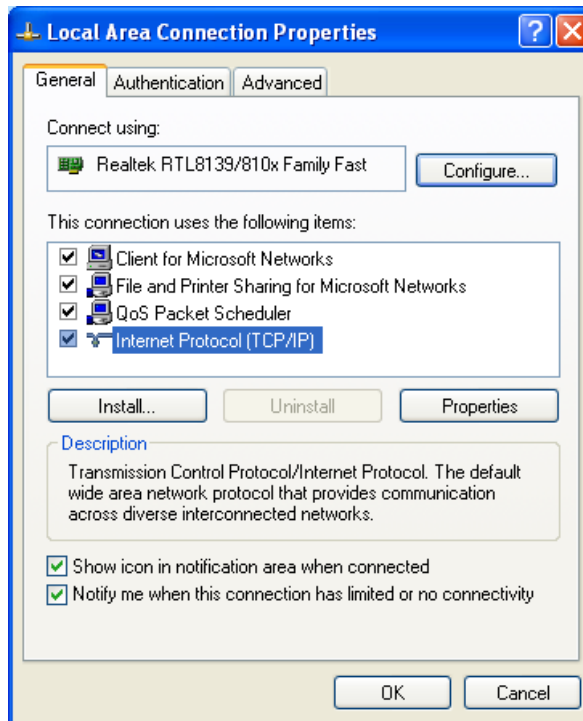 Local Area Connection Properties
General
Authentication
Advanced
Connect using:
Realtek RTL8139/810x Family Fast
Configure...
This connection uses the following items:
Client for Microsoft Networks
File and Printer Sharing for Microsoft Networks
QoS Packet Scheduler
Internet Protocol (TCP/IP)
Install...
Uninstall
Properties
Description
Transmission Control Protocol/Internet Protocol. The default
wide area network protocol that provides communication
across diverse interconnected networks.
Show icon in notification area when connected
Notify me when this connection has limited or no connectivity
OK
Cancel